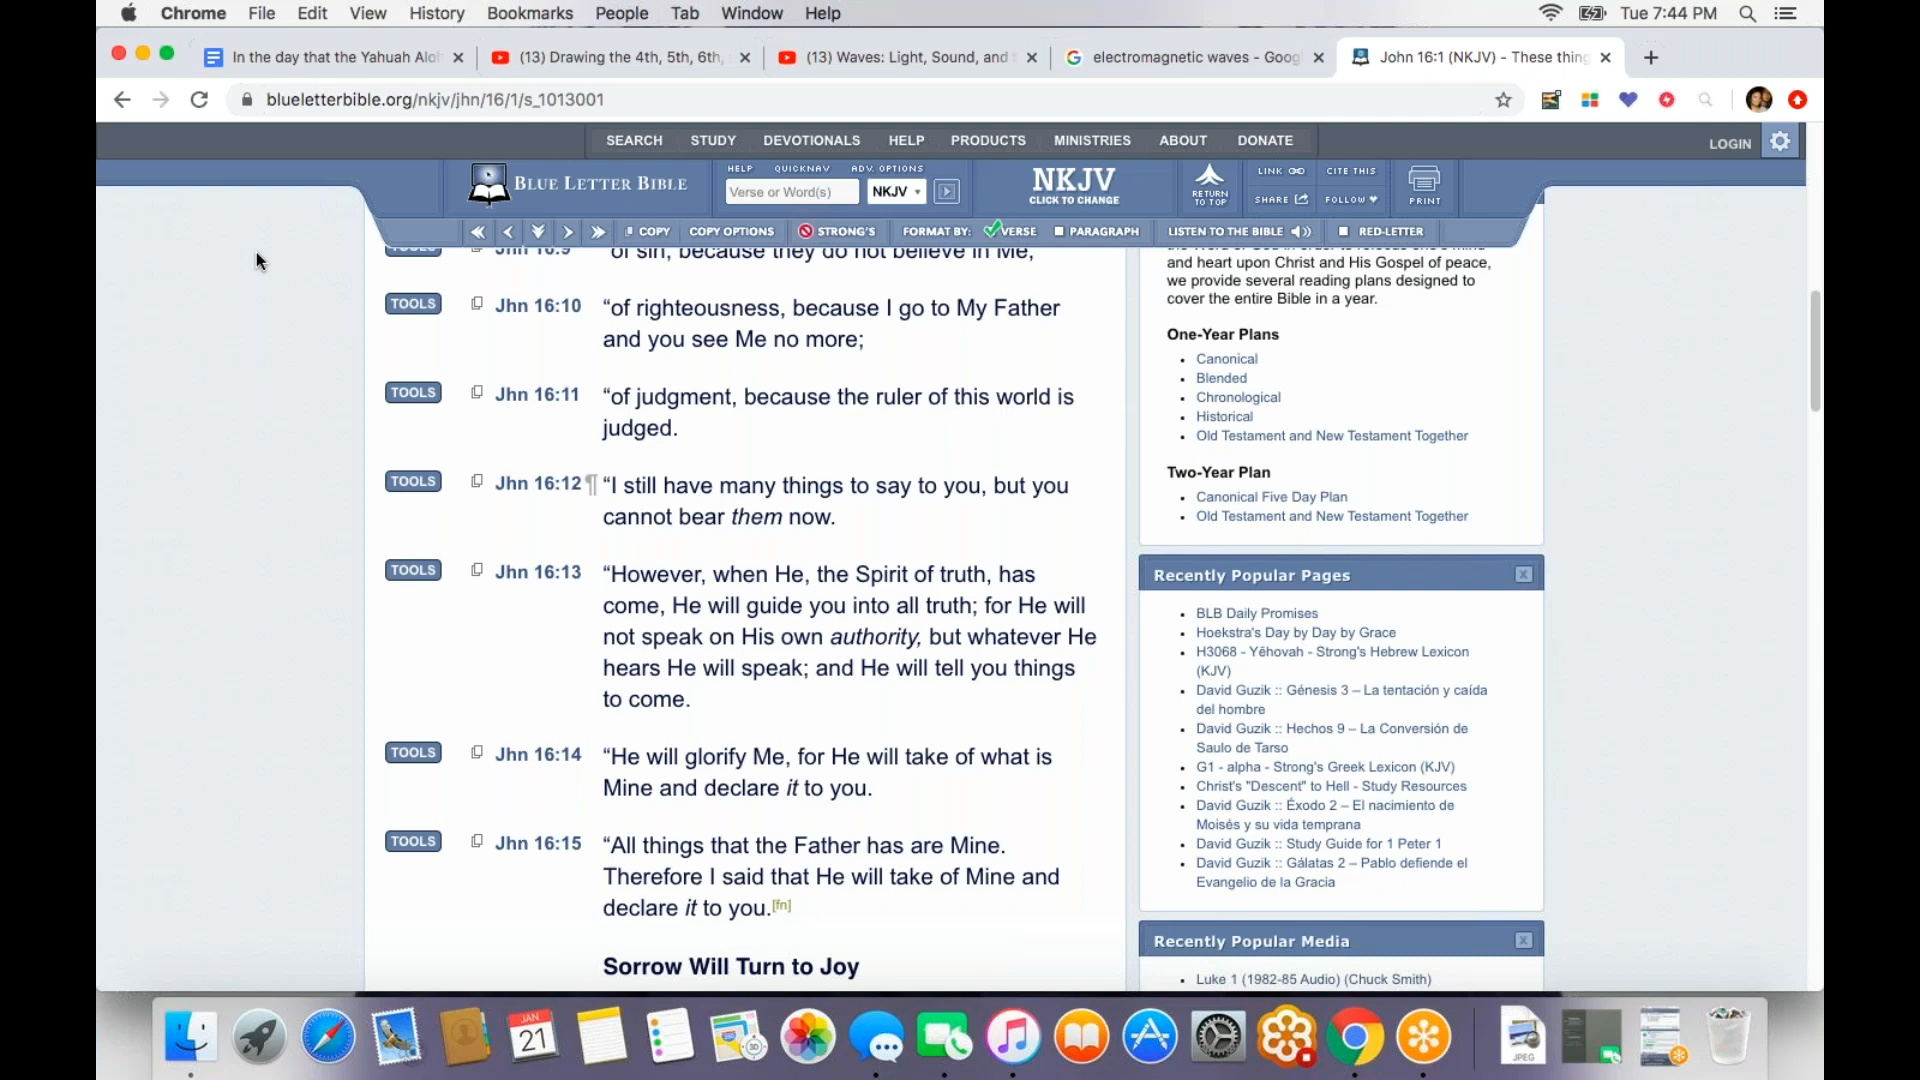 Chrome File Edit View History Bookmarks People Tab Window Help
Tue 7:44 PM
In the day that the Yahuah Aloh
(13) Drawing the 4th, 5th, 6th,
(13) Waves: Light, Sound, and t
electromagnetic waves - Goog
John 16:1 (NKJV) - These thing
blueletterbible.org/nkjv/jhn/16/1/s_1013001
SEARCH STUDY DEVOTIONALS HELP PRODUCTS MINISTRIES ABOUT DONATE
LOGIN
BLUE LETTER BIBLE
HELP QUICKNAV ADV. OPTIONS
Verse or Word(s) NKJV
NKJV
CLICK TO CHANGE
RETURN
TO TOP
LINK CITE THIS
SHARE FOLLOW
PRINT
COPY COPY OPTIONS STRONG'S FORMAT BY: VERSE PARAGRAPH LISTEN TO THE BIBLE RED-LETTER
TOOLS Jhn 16:9 “of sin, because they do not believe in Me;
TOOLS Jhn 16:10 “of righteousness, because I go to My Father
and you see Me no more;
TOOLS Jhn 16:11 “of judgment, because the ruler of this world is
judged.
TOOLS Jhn 16:12 ¶ “I still have many things to say to you, but you
cannot bear them now.
TOOLS Jhn 16:13 “However, when He, the Spirit of truth, has
come, He will guide you into all truth; for He will
not speak on His own authority, but whatever He
hears He will speak; and He will tell you things
to come.
TOOLS Jhn 16:14 “He will glorify Me, for He will take of what is
Mine and declare it to you.
TOOLS Jhn 16:15 “All things that the Father has are Mine.
Therefore I said that He will take of Mine and
declare it to you.[fn]
Sorrow Will Turn to Joy
and heart upon Christ and His Gospel of peace,
we provide several reading plans designed to
cover the entire Bible in a year.
One-Year Plans
Canonical
Blended
Chronological
Historical
Old Testament and New Testament Together
Two-Year Plan
Canonical Five Day Plan
Old Testament and New Testament Together
Recently Popular Pages
BLB Daily Promises
Hoekstra's Day by Day by Grace
H3068 - Yĕhovah - Strong's Hebrew Lexicon
(KJV)
David Guzik :: Génesis 3 – La tentación y caída
del hombre
David Guzik :: Hechos 9 – La Conversión de
Saulo de Tarso
G1 - alpha - Strong's Greek Lexicon (KJV)
Christ's "Descent" to Hell - Study Resources
David Guzik :: Éxodo 2 – El nacimiento de
Moisés y su vida temprana
David Guzik :: Study Guide for 1 Peter 1
David Guzik :: Gálatas 2 – Pablo defiende el
Evangelio de la Gracia
Recently Popular Media
Luke 1 (1982-85 Audio) (Chuck Smith)
JAN
21
JPEG